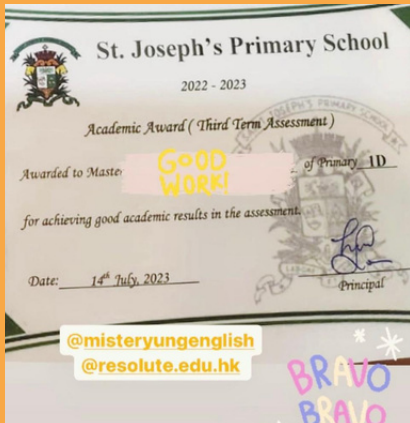 St. Joseph's Primary School
2022 - 2023
Academic Award ( Third Term Assessment )
Awarded to Master GOOD WORK! of Primary 1D
for achieving good academic results in the assessment.
Date: 14th July, 2023
Principal
@misteryungenglish
@resolute.edu.hk
BRAVO
BRAVO